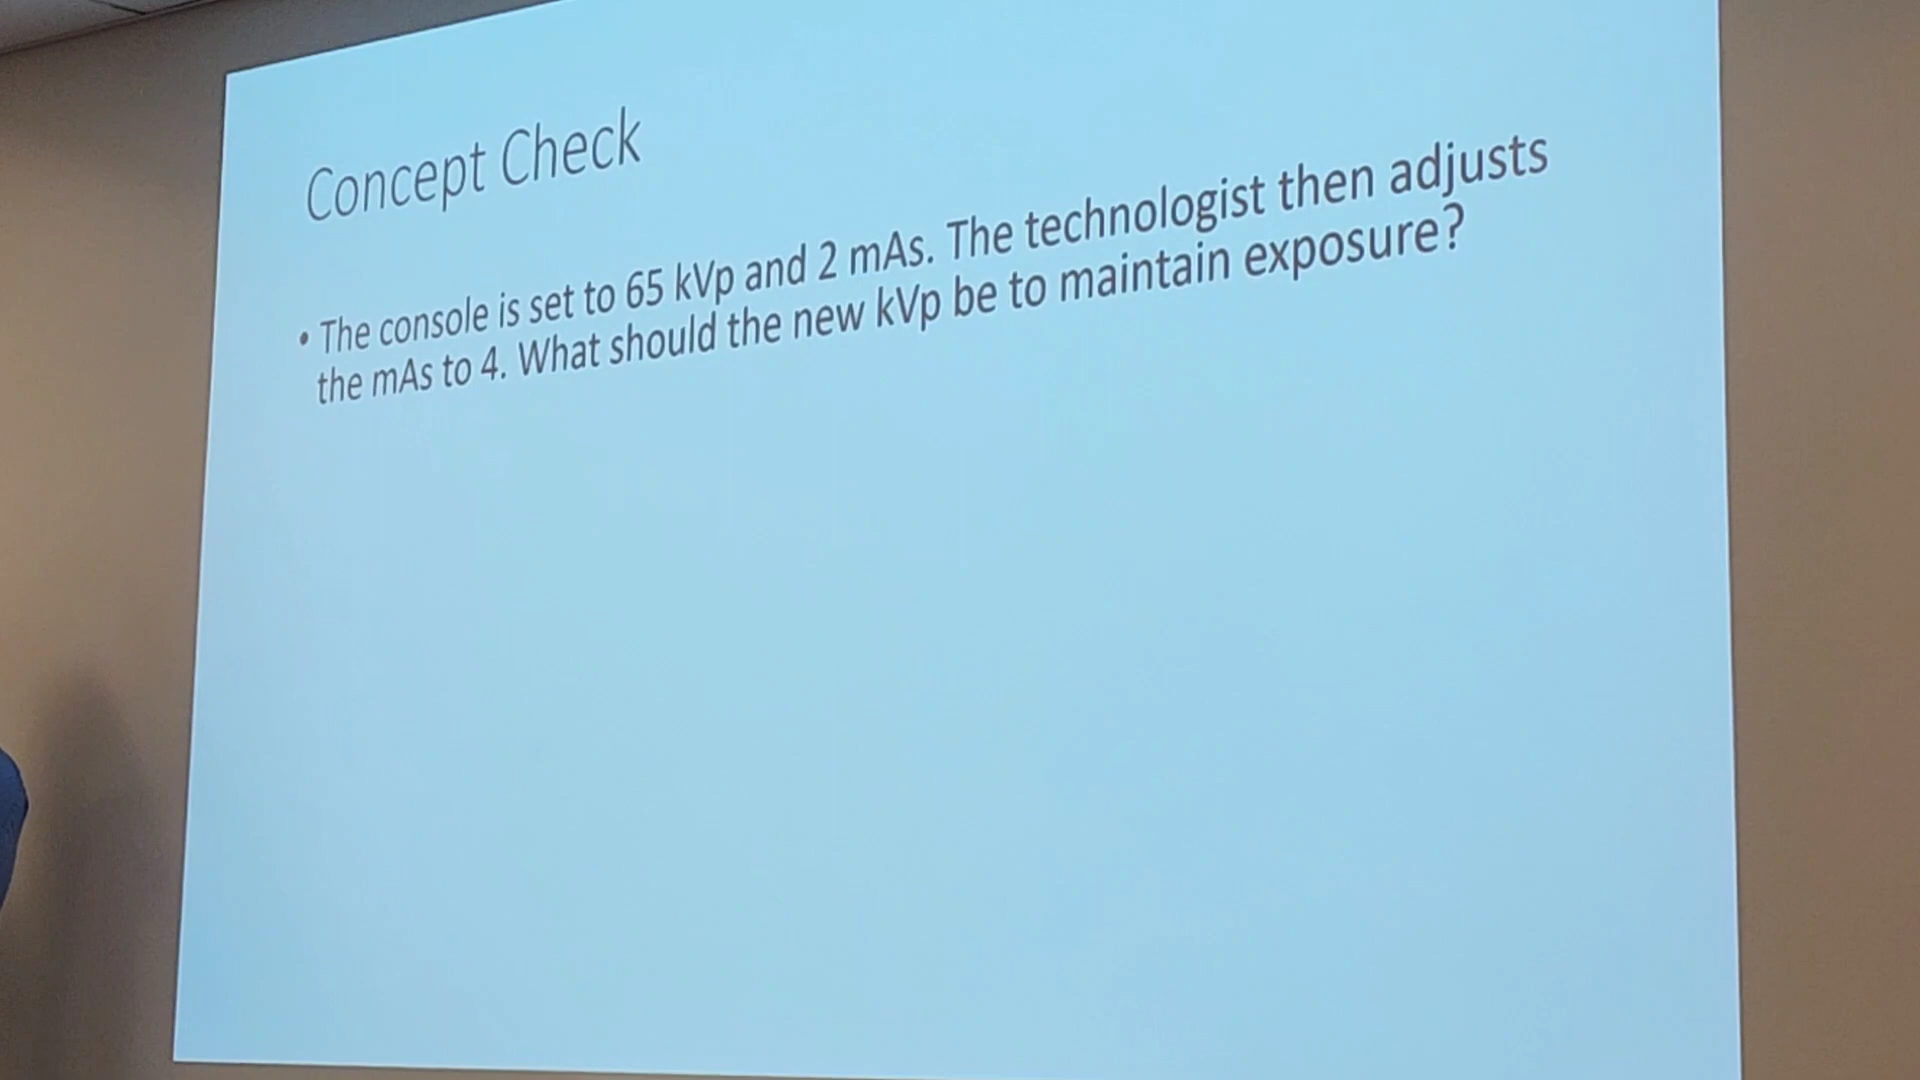 Concept Check
• The console is set to 65 kVp and 2 mAs. The technologist then adjusts
the mAs to 4. What should the new kVp be to maintain exposure?